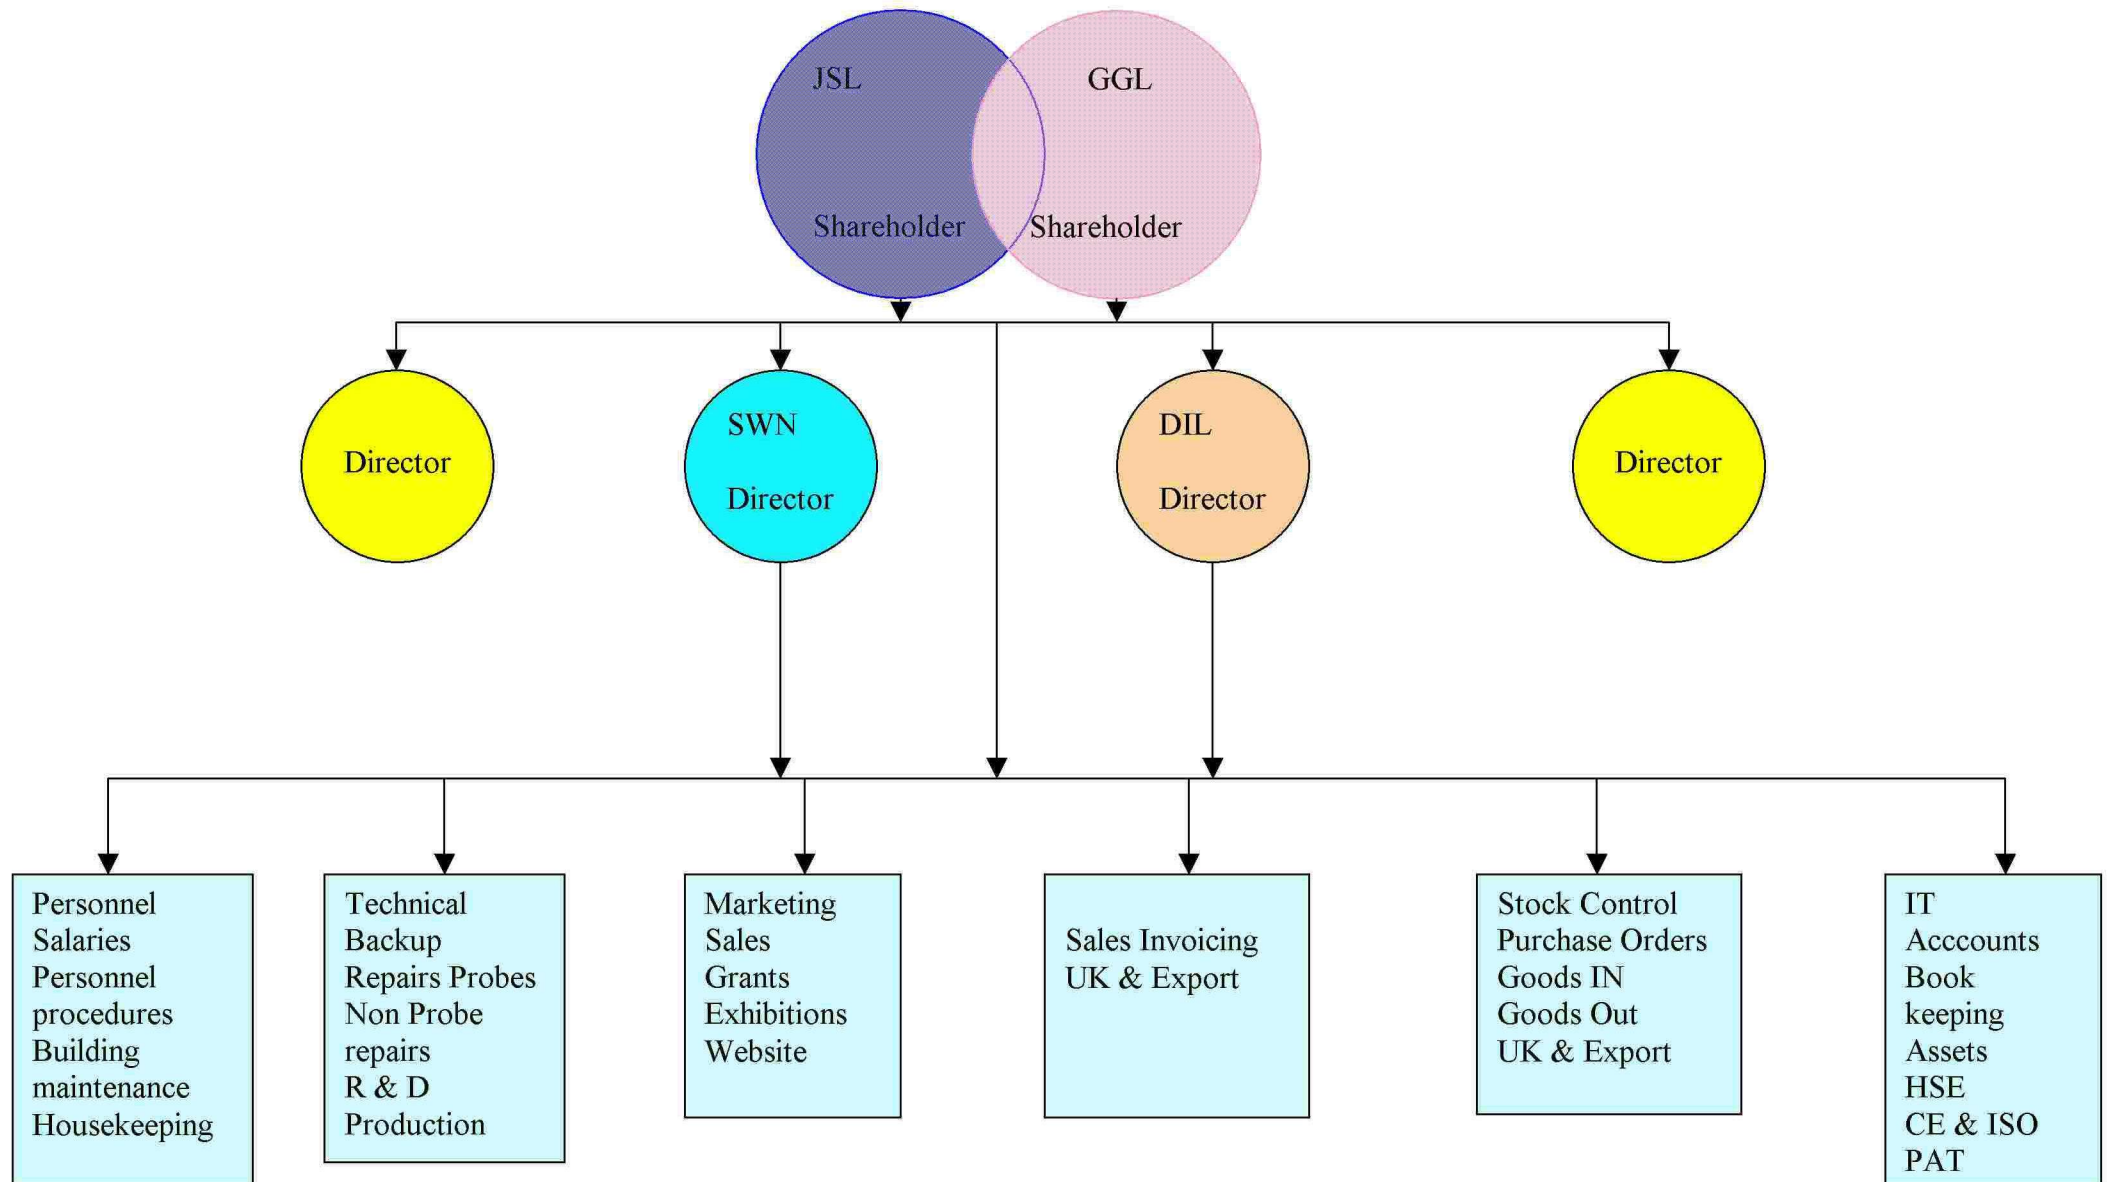 JSL
GGL
Shareholder
Shareholder
Director
SWN
Director
DIL
Director
Director
Personnel
Salaries
Personnel
procedures
Building
maintenance
Housekeeping
Technical
Backup
Repairs Probes
Non Probe
repairs
R & D
Production
Marketing
Sales
Grants
Exhibitions
Website
Sales Invoicing
UK & Export
Stock Control
Purchase Orders
Goods IN
Goods Out
UK & Export
IT
Acccounts
Book
keeping
Assets
HSE
CE & ISO
PAT